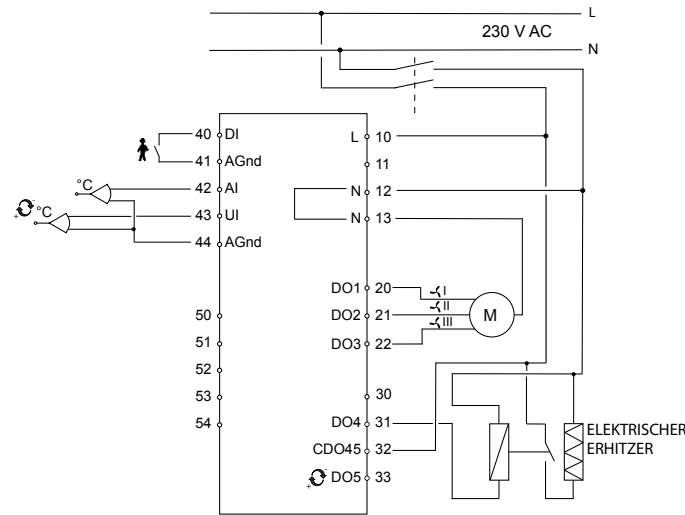 L
230 V AC
N
40 DI
L 10
41 AGnd
11
°C
42 AI
N 12
°C
43 UI
N 13
44 AGnd
DO1 20 I
50
DO2 21 II
M
51
DO3 22 III
52
53
30
54
DO4 31
ELEKTRISCHER
ERHITZER
CDO45 32
DO5 33